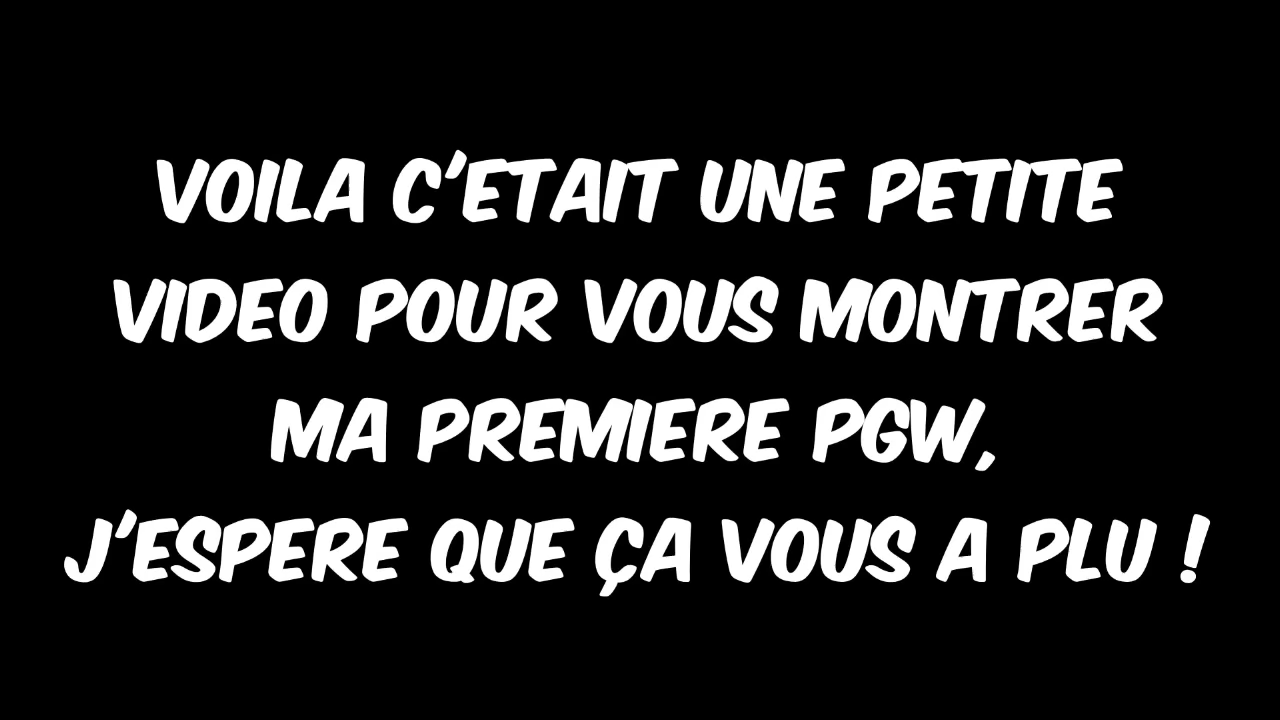 VOILA C'ETAIT UNE PETITE
VIDEO POUR VOUS MONTRER
MA PREMIERE PGW,
J'ESPERE QUE ÇA VOUS A PLU !